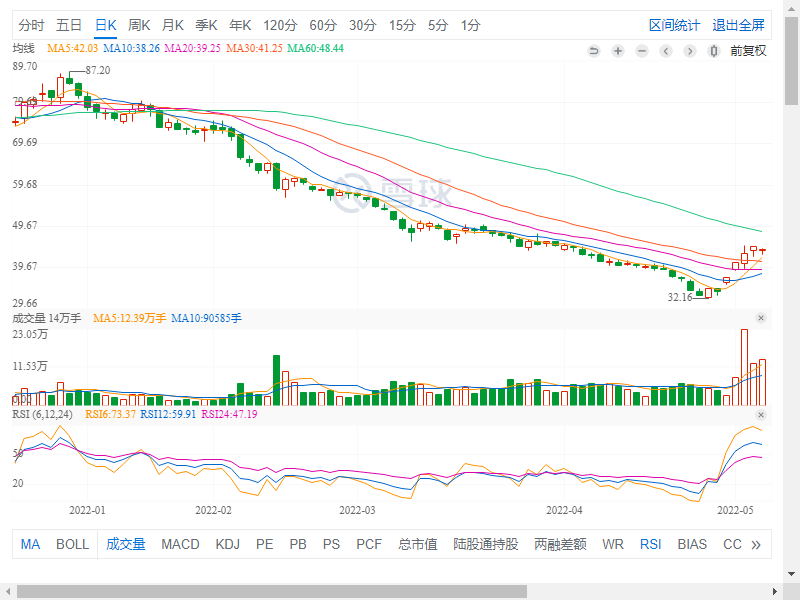 分时 五日 日K 周K 月K 季K 年K 120分 60分 30分 15分 5分 1分 区间统计 退出全屏
均线 MA5:42.03 MA10:38.26 MA20:39.25 MA30:41.25 MA60:48.44 前复权
89.70
87.20
79.69
69.69
59.68
雪球
49.67
39.67
32.16
29.66
成交量 14万手 MA5:12.39万手 MA10:90585手
23.05万
11.53万
RSI (6,12,24) RSI6:73.37 RSI12:59.91 RSI24:47.19
50
20
2022-01 2022-02 2022-03 2022-04 2022-05
MA BOLL 成交量 MACD KDJ PE PB PS PCF 总市值 陆股通持股 两融差额 WR RSI BIAS CC »